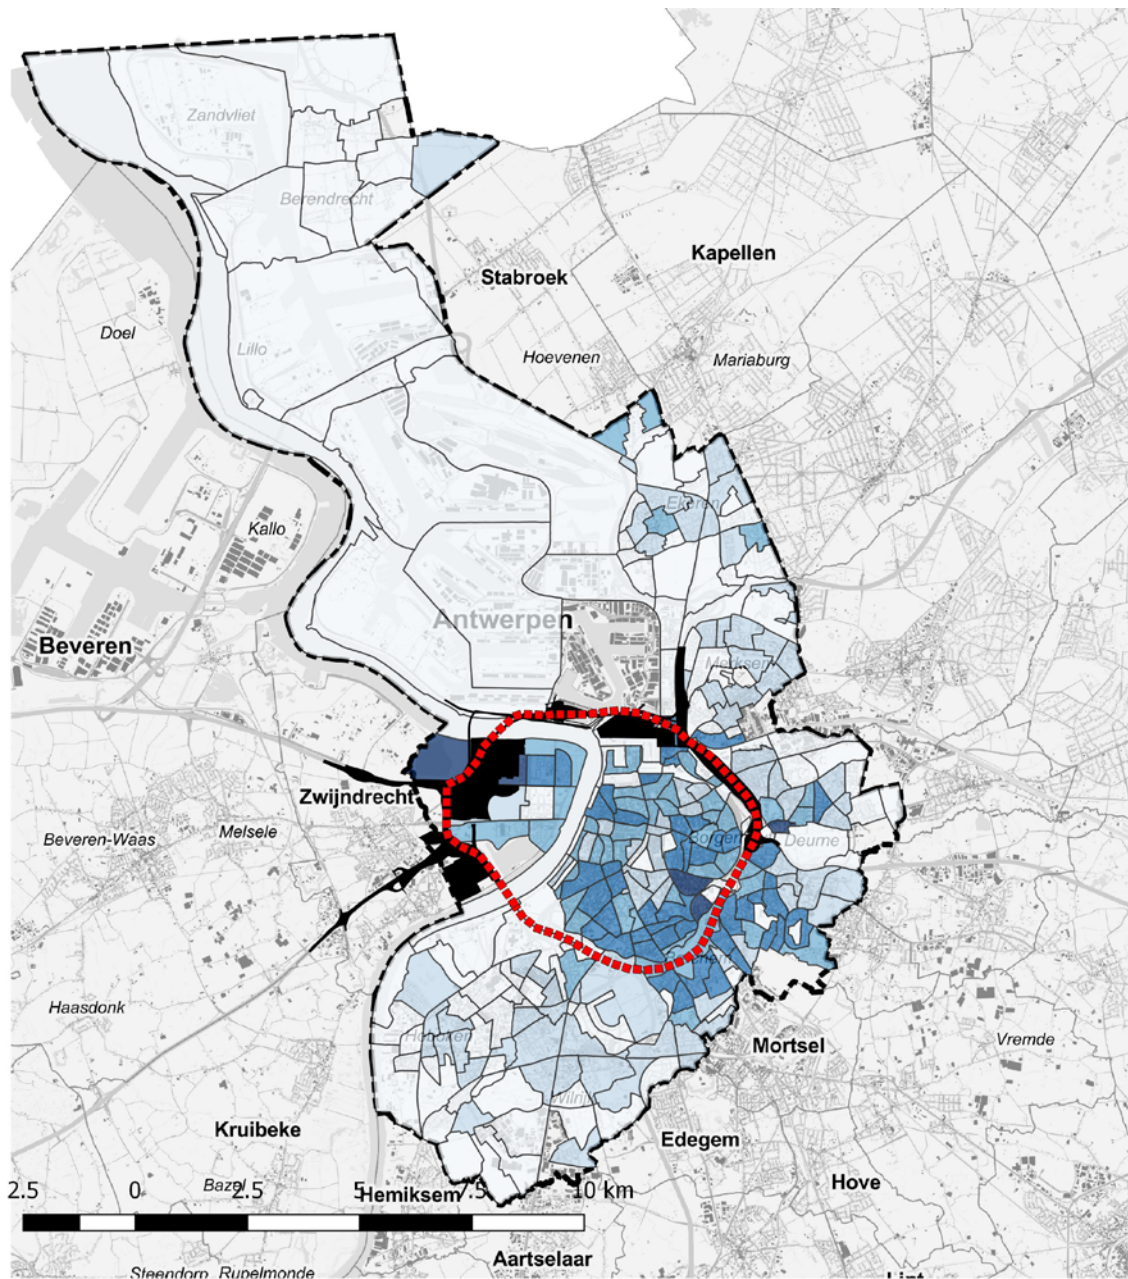 Zandvliet
Berendrecht
Kapellen
Stabroek
Doel
Lillo
Hoevenen
Mariaburg
Ekeren
Kallo
Antwerpen
Beveren
Merksem
Zwijndrecht
Beveren-Waas
Melsele
Deurne
Haasdonk
Hoboken
Mortsel
Vremde
Wilrijk
Kruibeke
Edegem
Bazel
Hove
2.5 0 2.5 5 7.5 10 km
Hemiksem
Aartselaar
Steendorp Rupelmonde